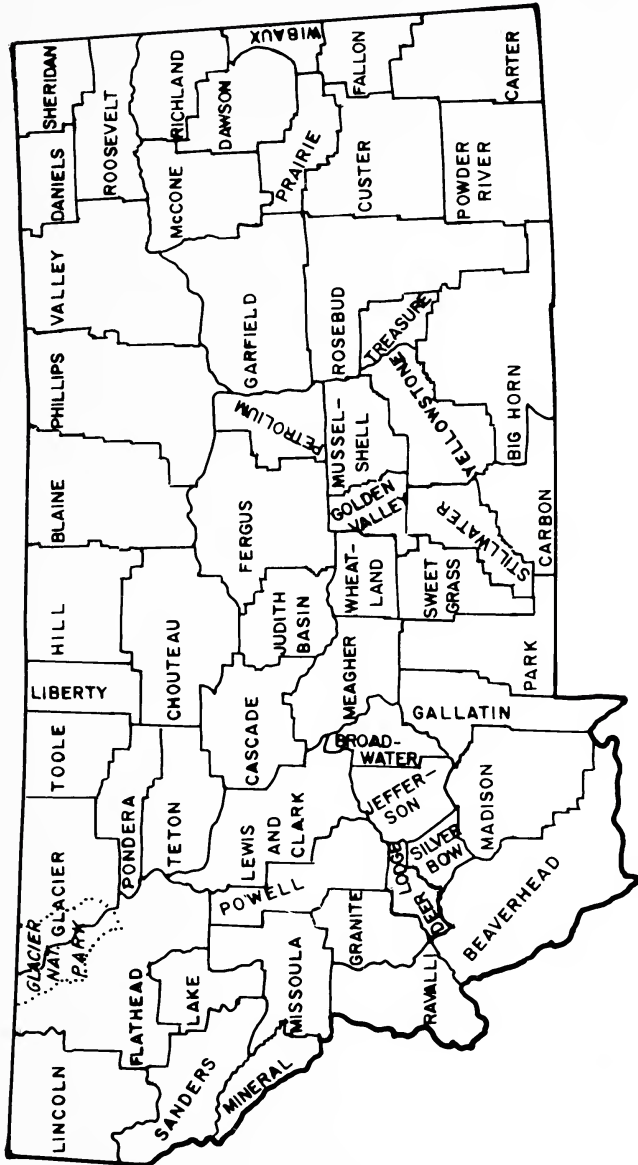 LINCOLN
FLATHEAD
GLACIER
NAT.
PARK
GLACIER
TOOLE
LIBERTY
HILL
BLAINE
PHILLIPS
VALLEY
DANIELS
SHERIDAN
ROOSEVELT
SANDERS
LAKE
PONDERA
TETON
CHOUTEAU
McCONE
RICHLAND
DAWSON
WIBAUX
MINERAL
MISSOULA
POWELL
LEWIS
AND
CLARK
CASCADE
JUDITH
BASIN
FERGUS
PETROLIUM
GARFIELD
PRAIRIE
FALLON
RAVALLI
GRANITE
DEER LODGE
SILVER
BOW
JEFFER-
SON
BROAD-
WATER
MEAGHER
WHEAT-
LAND
GOLDEN
VALLEY
MUSSEL-
SHELL
ROSEBUD
TREASURE
CUSTER
BEAVERHEAD
MADISON
GALLATIN
PARK
SWEET
GRASS
STILLWATER
YELLOWSTONE
CARBON
BIG HORN
POWDER
RIVER
CARTER